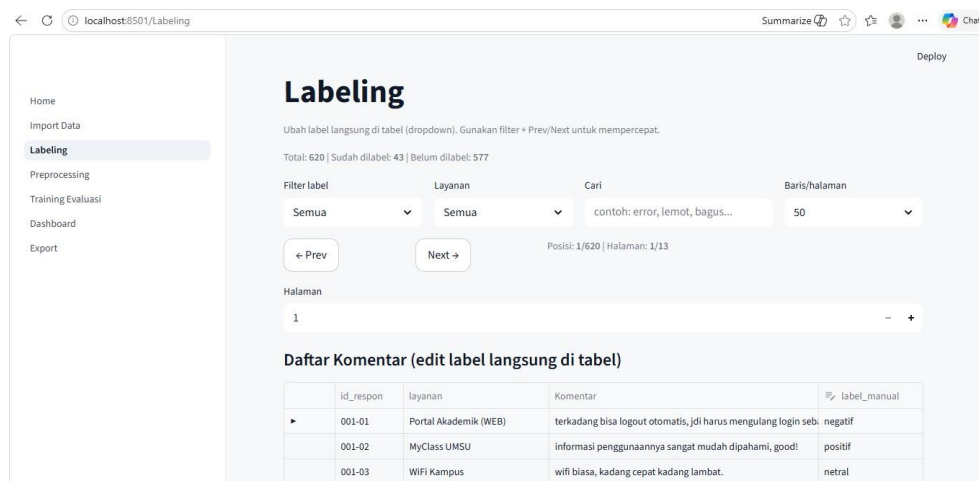 localhost:8501/Labeling
Summarize
Chat
Deploy
Home
Import Data
Labeling
Preprocessing
Training Evaluasi
Dashboard
Export
Labeling
Ubah label langsung di tabel (dropdown). Gunakan filter + Prev/Next untuk mempercepat.
Total: 620 | Sudah dilabel: 43 | Belum dilabel: 577
Filter label Layanan Cari Baris/halaman
Semua Semua contoh: error, lemot, bagus... 50
← Prev Next → Posisi: 1/620 | Halaman: 1/13
Halaman
1 − +
Daftar Komentar (edit label langsung di tabel)
id_respon layanan Komentar label_manual
001-01 Portal Akademik (WEB) terkadang bisa logout otomatis, jdi harus mengulang login seb negatif
001-02 MyClass UMSU informasi penggunaannya sangat mudah dipahami, good! positif
001-03 WiFi Kampus wifi biasa, kadang cepat kadang lambat. netral